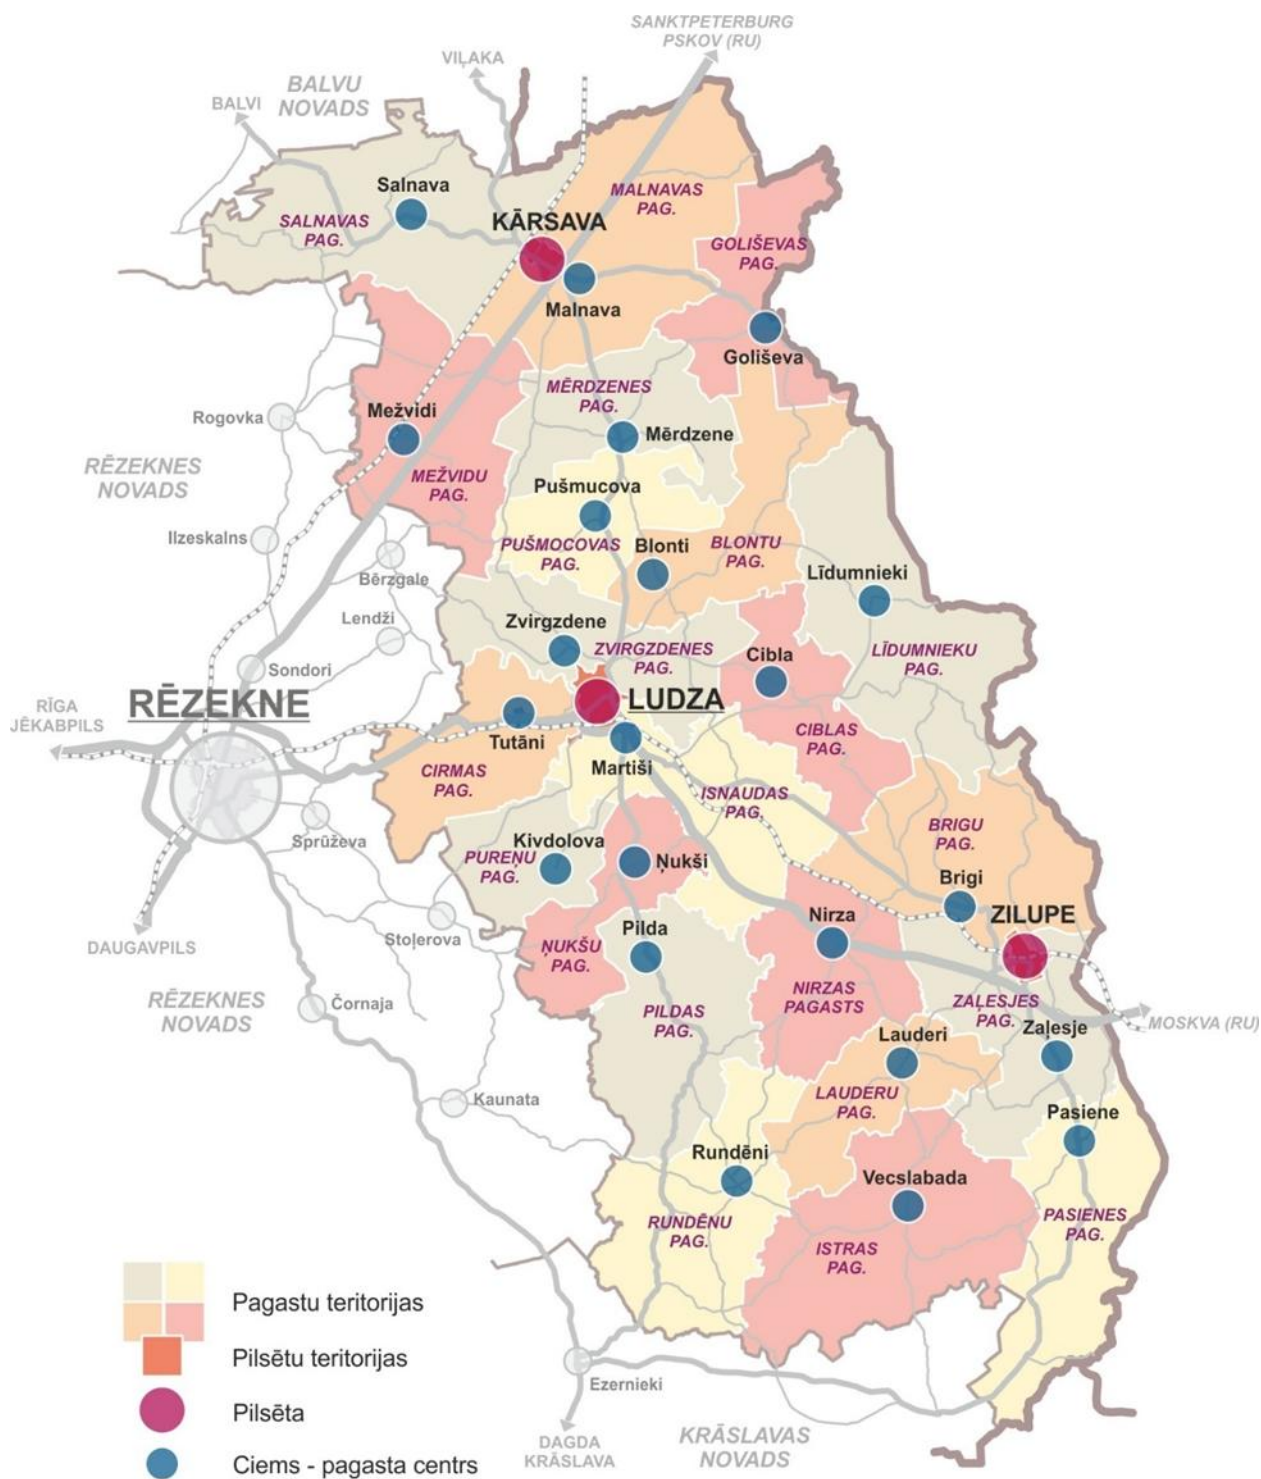 SANKTPETERBURG
PSKOV (RU)
VIĻAKA
BALVU
NOVADS
BALVI
Salnava
MALNAVAS
PAG.
SALNAVAS
PAG.
KĀRSAVA
GOLIŠEVAS
PAG.
Malnava
Goliševa
MĒRDZENES
PAG.
Mežvidi
Rogovka
Mērdzene
RĒZEKNES
NOVADS
MEŽVIDU
PAG.
Pušmucova
Ilzeskalns
PUŠMOCOVAS
PAG.
Blonti
BLONTU
PAG.
Bērzgale
Līdumnieki
Lendži
Zvirgzdene
ZVIRGZDENES
PAG.
Cibla
LĪDUMNIEKU
PAG.
Sondori
RĒZEKNE
LUDZA
RĪGA
JĒKABPILS
Tutāni
CIBLAS
PAG.
Martiši
CIRMAS
PAG.
ISNAUDAS
PAG.
BRIGU
PAG.
Sprūževa
Kivdolova
PUREŅU
PAG.
Ņukši
Brigi
ZILUPE
Stoļerova
Pilda
Nirza
DAUGAVPILS
ŅUKŠU
PAG.
RĒZEKNES
NOVADS
Čornaja
NIRZAS
PAGASTS
ZAĻESJES
PAG.
PILDAS
PAG.
MOSKVA (RU)
Lauderi
Zaļesje
Kaunata
LAUDERU
PAG.
Pasiene
Rundēni
Vecslabada
RUNDĒNU
PAG.
PASIENES
PAG.
ISTRAS
PAG.
Pagastu teritorijas
Pilsētu teritorijas
Ezernieki
Pilsēta
DAGDA
KRĀSLAVA
KRĀSLAVAS
NOVADS
Ciems - pagasta centrs